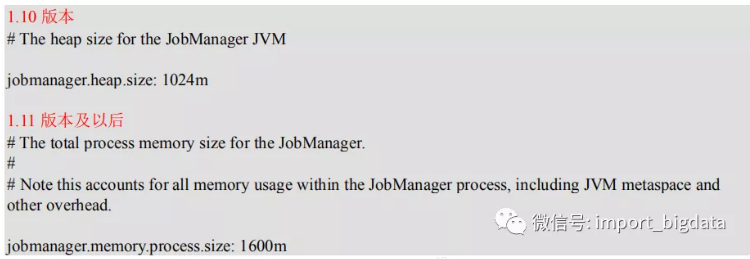 1.10 版本
# The heap size for the JobManager JVM
jobmanager.heap.size: 1024m
1.11 版本及以后
# The total process memory size for the JobManager.
#
# Note this accounts for all memory usage within the JobManager process, including JVM metaspace and
other overhead.
微信号: import_bigdata
jobmanager.memory.process.size: 1600m